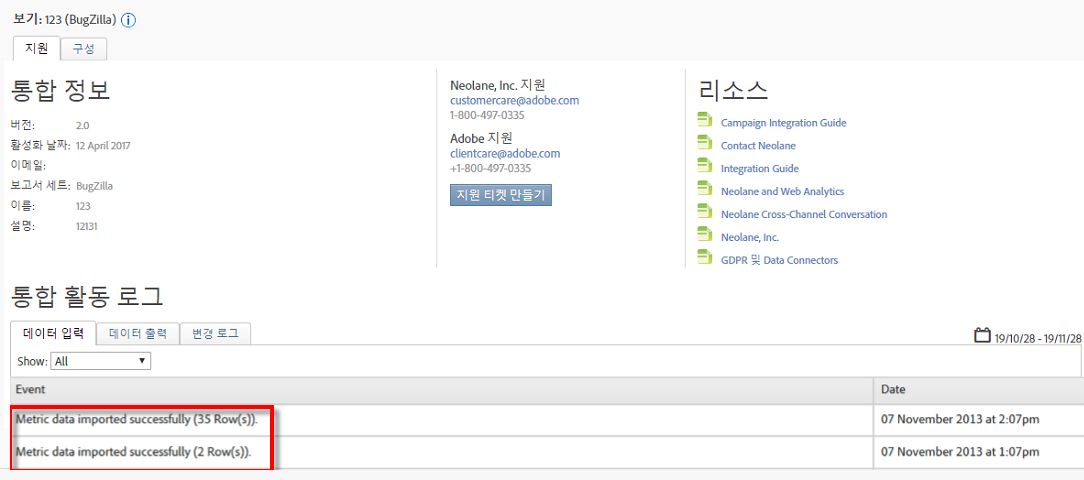 보기: 123 (BugZilla)
지원
구성
통합 정보
버전: 2.0
활성화 날짜: 12 April 2017
이메일:
보고서 세트: BugZilla
이름: 123
설명: 12131
Neolane, Inc. 지원
customercare@adobe.com
1-800-497-0335
Adobe 지원
clientcare@adobe.com
+1-800-497-0335
지원 티켓 만들기
리소스
Campaign Integration Guide
Contact Neolane
Integration Guide
Neolane and Web Analytics
Neolane Cross-Channel Conversation
Neolane, Inc.
GDPR 및 Data Connectors
통합 활동 로그
데이터 입력
데이터 출력
변경 로그
19/10/28 - 19/11/28
Show: All
Event Date
Metric data imported successfully (35 Row(s)). 07 November 2013 at 2:07pm
Metric data imported successfully (2 Row(s)). 07 November 2013 at 1:07pm